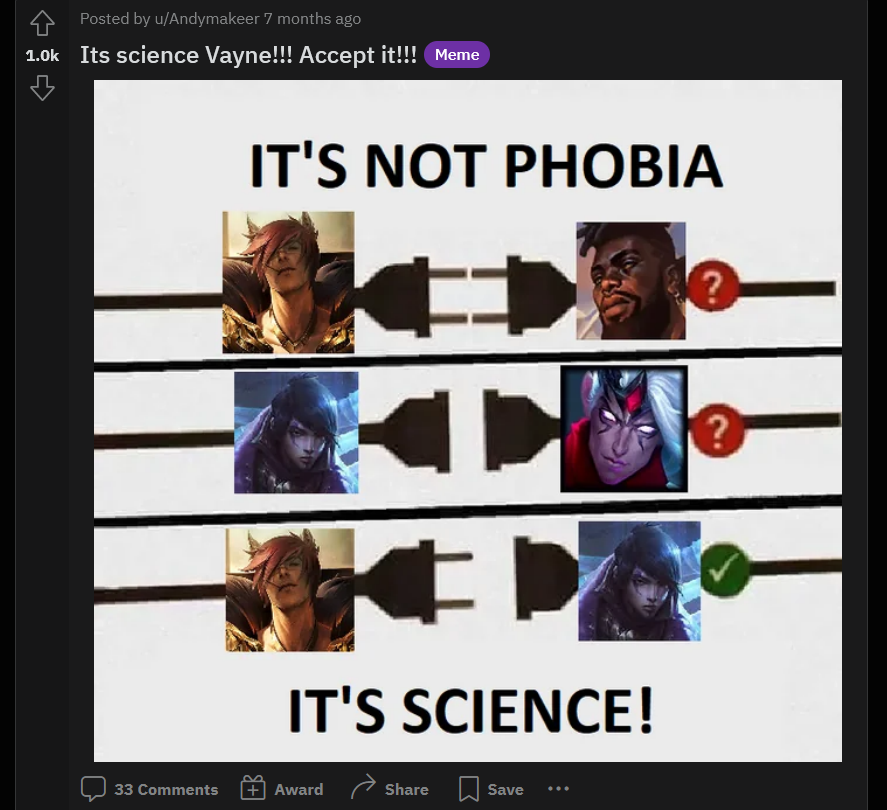 Posted by u/Andymakeer 7 months ago
1.0k
Its science Vayne!!! Accept it!!! Meme
IT'S NOT PHOBIA
?
?
IT'S SCIENCE!
33 Comments Award Share Save